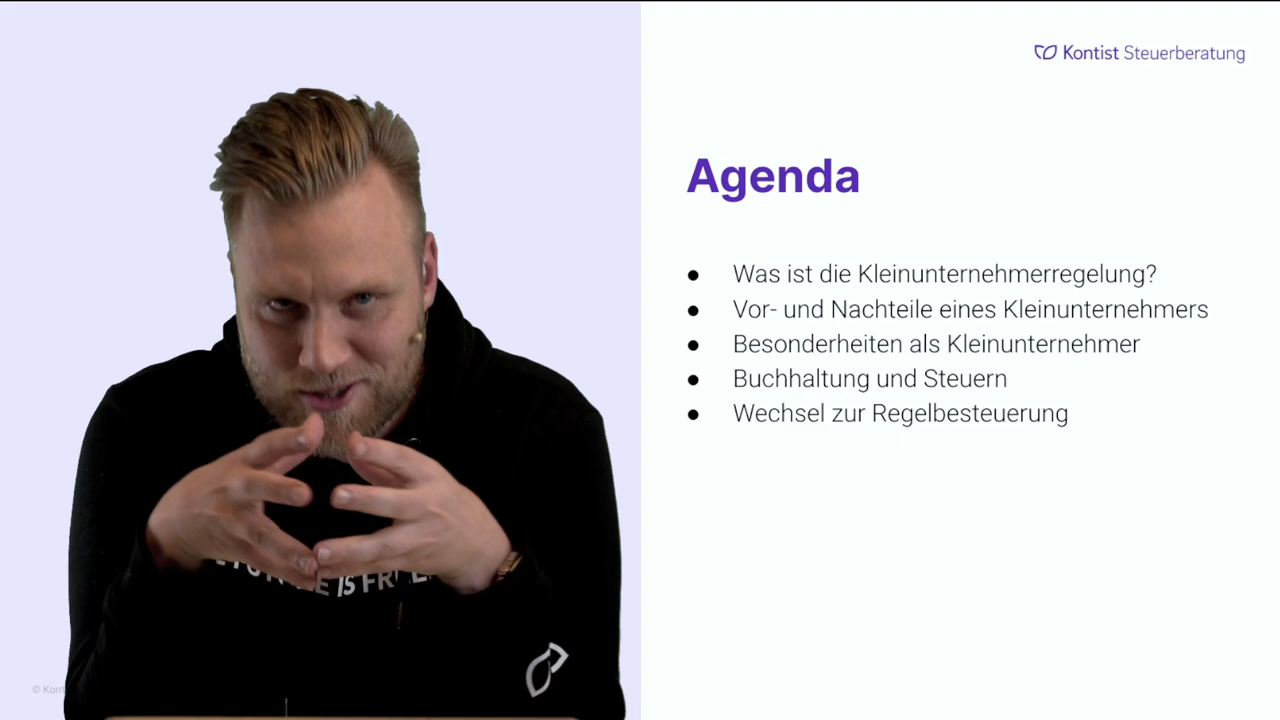 Kontist Steuerberatung
Agenda
● Was ist die Kleinunternehmerregelung?
● Vor- und Nachteile eines Kleinunternehmers
● Besonderheiten als Kleinunternehmer
● Buchhaltung und Steuern
● Wechsel zur Regelbesteuerung
IS
©